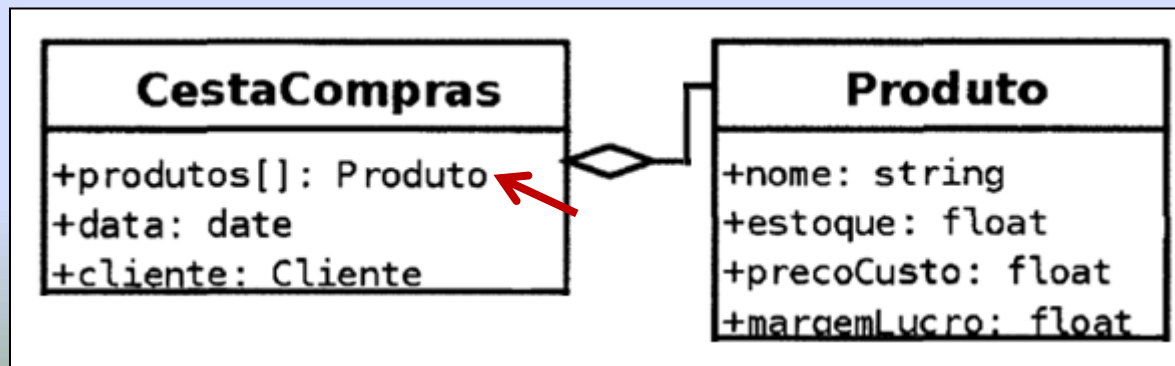 CestaCompras
+produtos[]: Produto
+data: date
+cliente: Cliente
Produto
+nome: string
+estoque: float
+precoCusto: float
+margemLucro: float